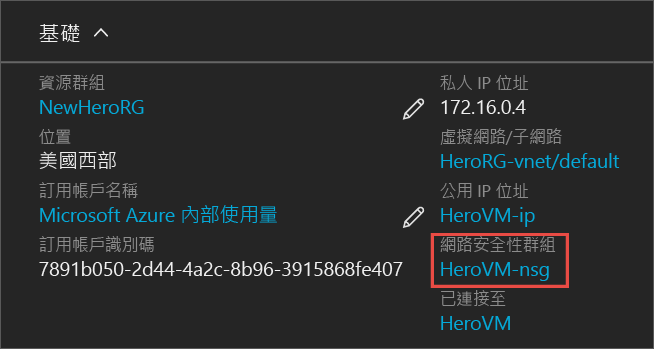 基礎
資源群組
NewHeroRG
位置
美國西部
訂用帳戶名稱
Microsoft Azure 內部使用量
訂用帳戶識別碼
7891b050-2d44-4a2c-8b96-3915868fe407
私人 IP 位址
172.16.0.4
虛擬網路/子網路
HeroRG-vnet/default
公用 IP 位址
HeroVM-ip
網路安全性群組
HeroVM-nsg
已連接至
HeroVM